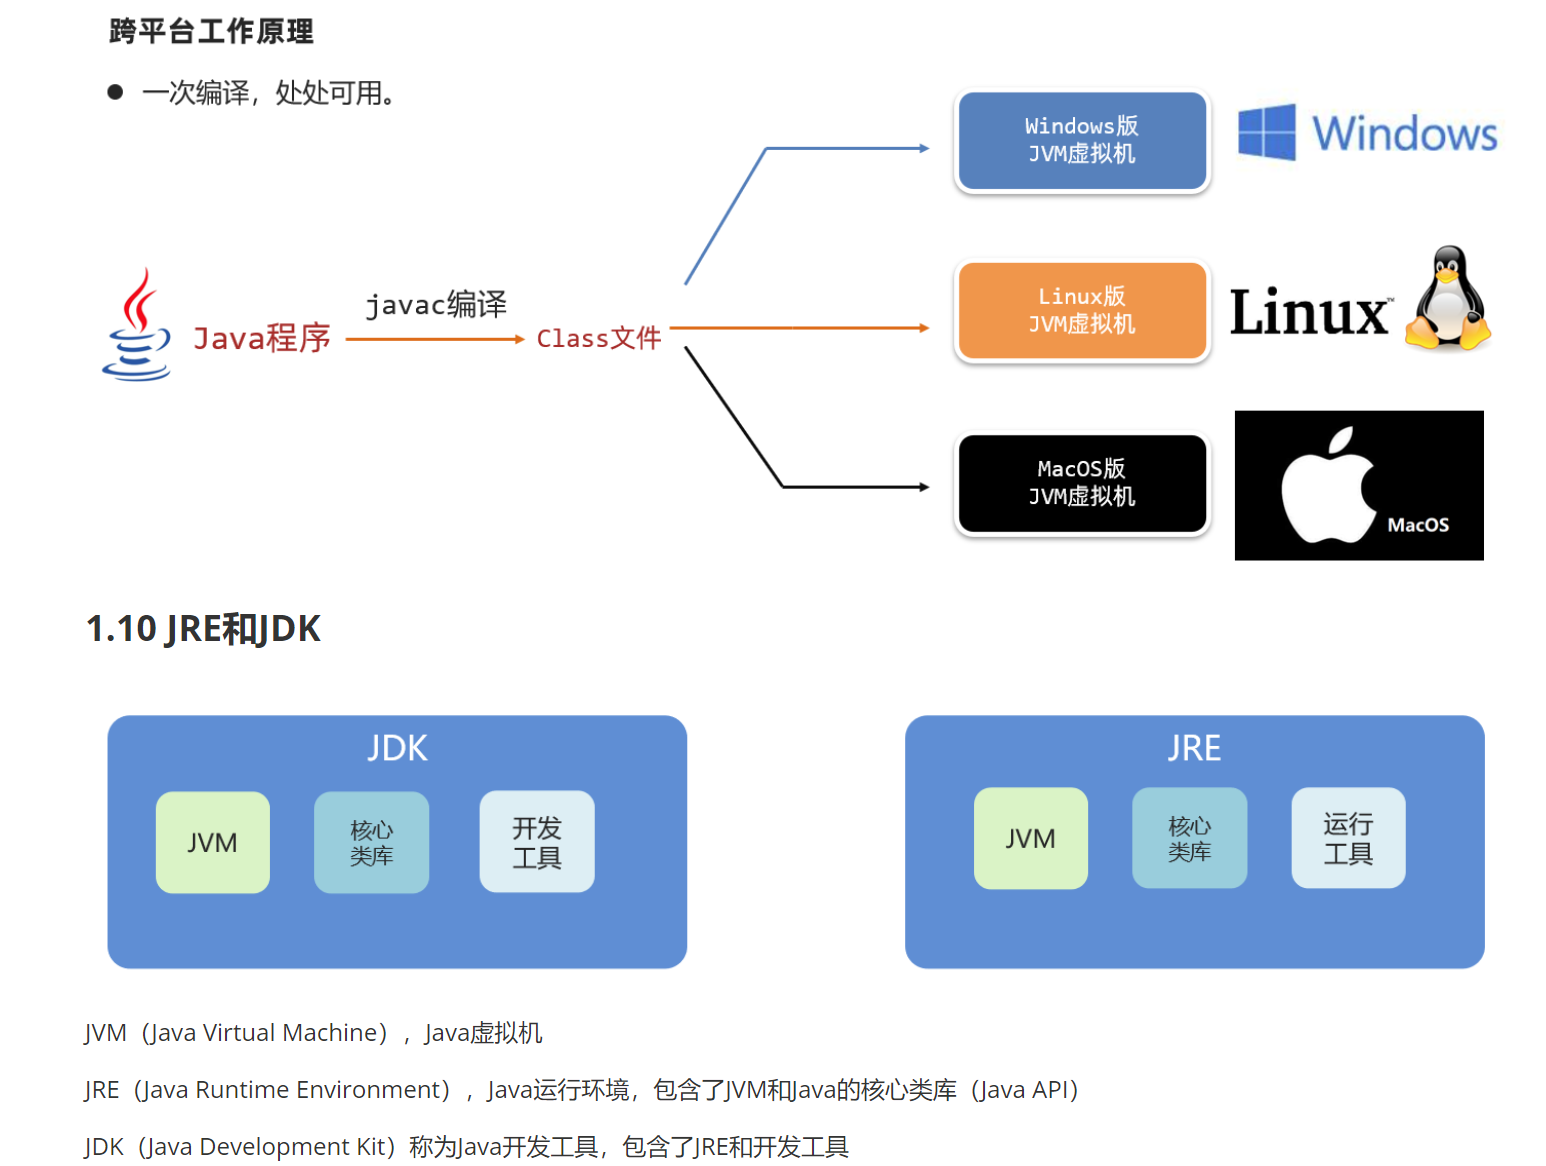 跨平台工作原理
● 一次编译，处处可用。
Windows版
JVM虚拟机
Windows
javac编译
Java程序
Class文件
Linux版
JVM虚拟机
Linux™
MacOS版
JVM虚拟机
MacOS
1.10 JRE和JDK
JDK
JVM
核心
类库
开发
工具
JRE
JVM
核心
类库
运行
工具
JVM（Java Virtual Machine），Java虚拟机
JRE（Java Runtime Environment），Java运行环境，包含了JVM和Java的核心类库（Java API）
JDK（Java Development Kit）称为Java开发工具，包含了JRE和开发工具